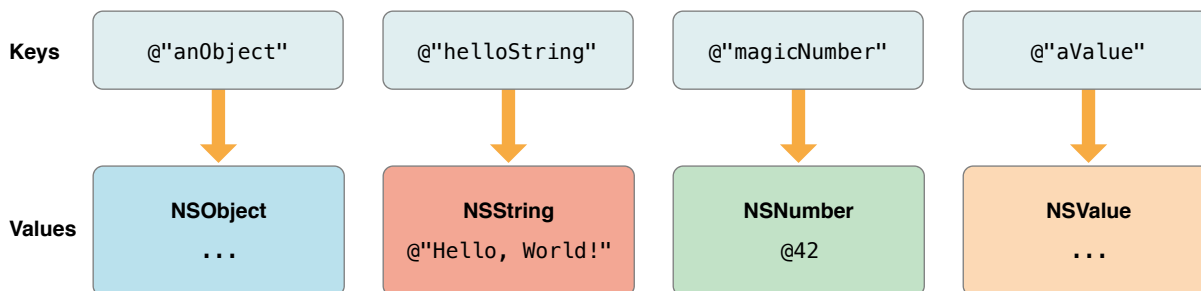 Keys
@"anObject"
@"helloString"
@"magicNumber"
@"aValue"
Values
NSObject
...
NSString
@"Hello, World!"
NSNumber
@42
NSValue
...